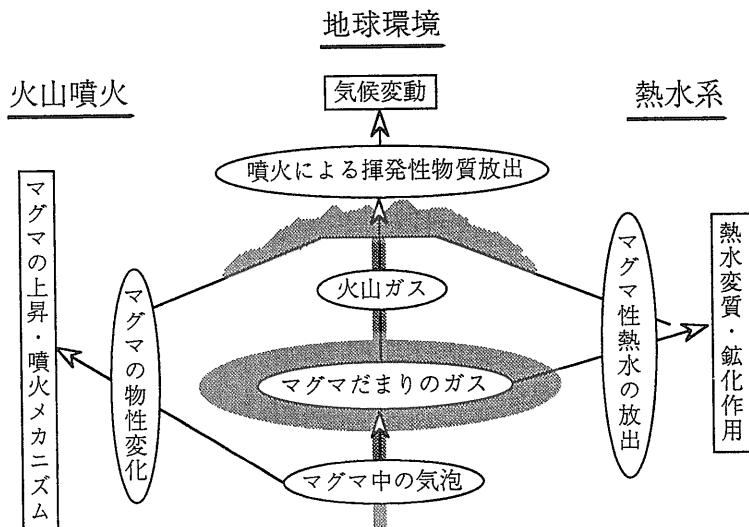 地球環境
火山噴火
熱水系
気候変動
噴火による揮発性物質放出
マグマの上昇・噴火メカニズム
マグマの物性変化
火山ガス
マグマ性熱水の放出
熱水変質・鉱化作用
マグマだまりのガス
マグマ中の気泡